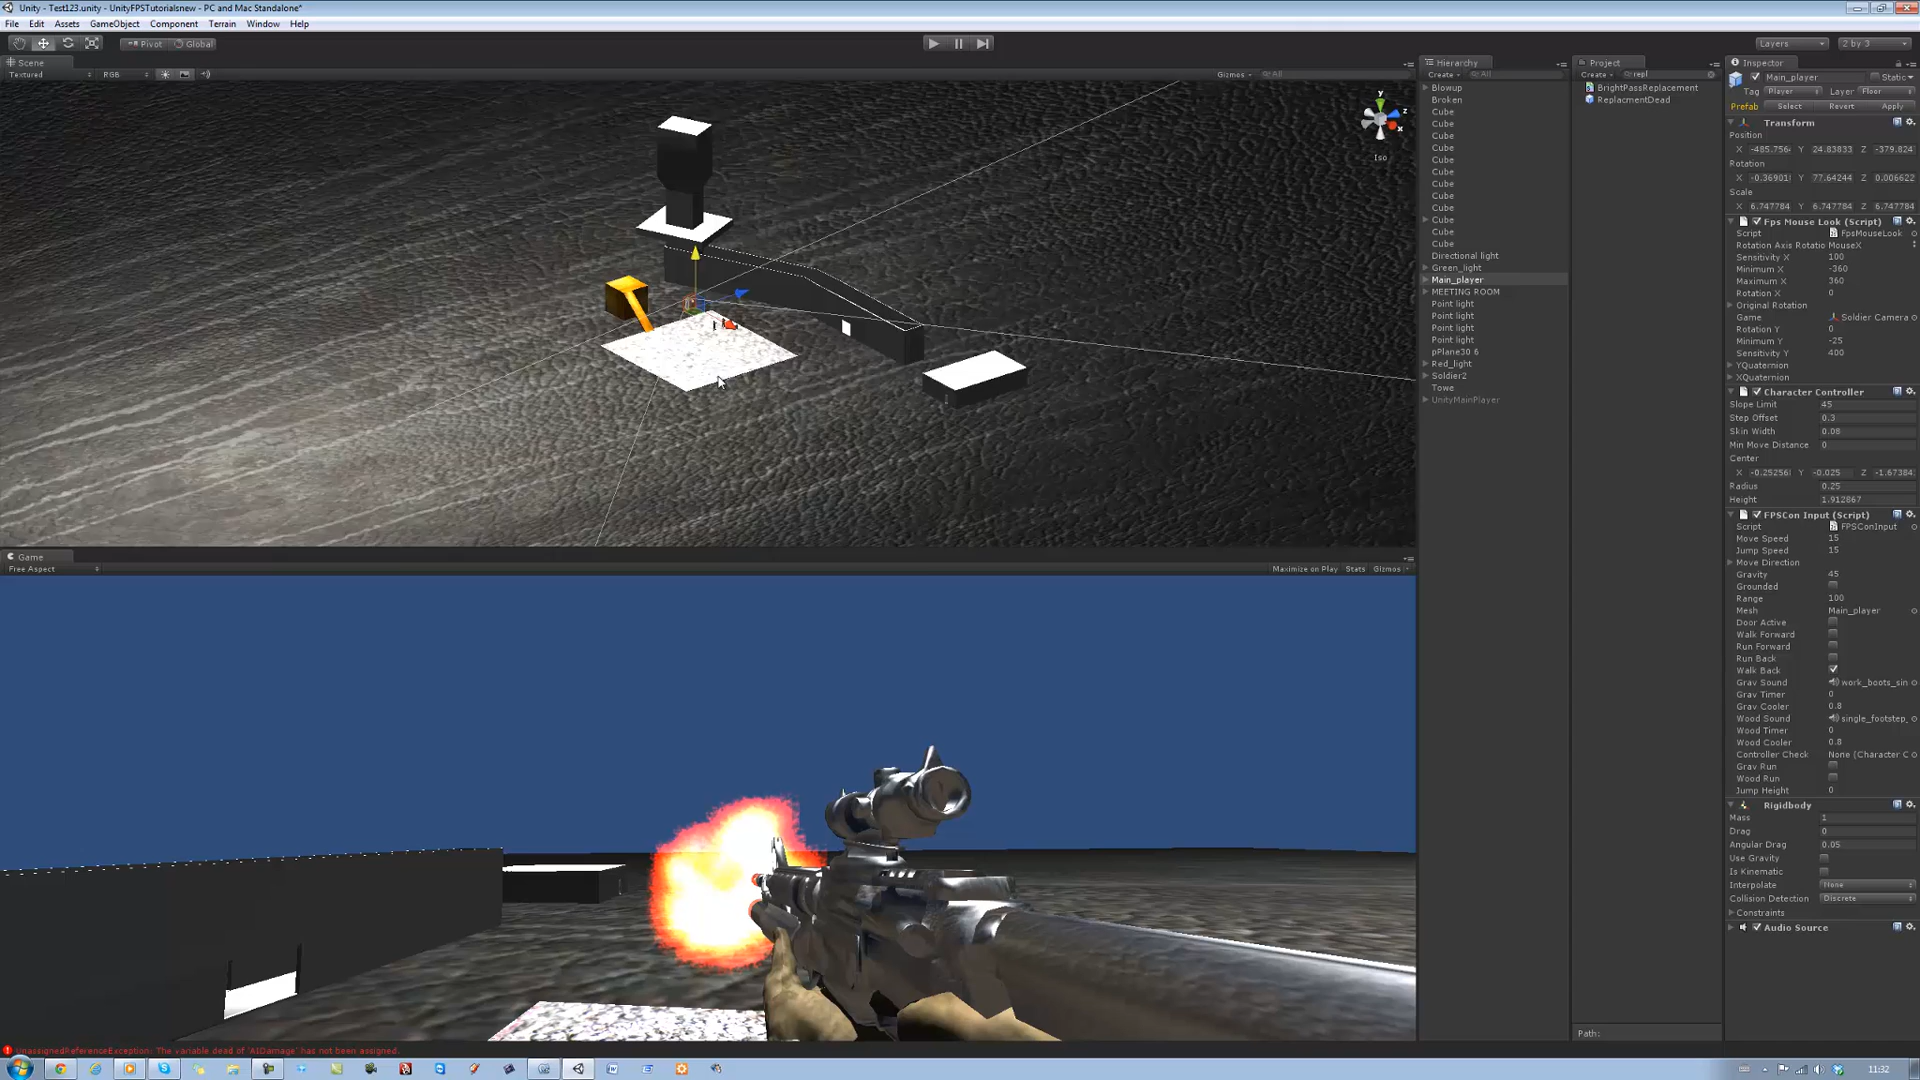 Unity - Test123.unity - UnityFPSTutorialsnew - PC and Mac Standalone*
File Edit Assets GameObject Component Terrain Window Help
Pivot Global
Layers 2 by 3
Scene
Textured RGB Gizmos All
y z x
Iso
Game
Free Aspect Maximize on Play Stats Gizmos
UnassignedReferenceException: The variable dead of 'AIDamage' has not been assigned.
Hierarchy
Create All
Blowup
Broken
Cube
Cube
Cube
Cube
Cube
Cube
Cube
Cube
Cube
Cube
Cube
Cube
Directional light
Green_light
Main_player
MEETING ROOM
Point light
Point light
Point light
Point light
pPlane30 6
Red_light
Soldier2
Towe
UnityMainPlayer
Project
Create repl
BrightPassReplacement
ReplacmentDead
Path:
Inspector
Main_player Static
Tag Player Layer Floor
Prefab Select Revert Apply
Transform
Position
X -485.756 Y 24.83833 Z -379.824
Rotation
X -0.36901 Y 77.64244 Z 0.006622
Scale
X 6.747784 Y 6.747784 Z 6.747784
Fps Mouse Look (Script)
Script FpsMouseLook
Rotation Axis Rotatio MouseX
Sensitivity X 100
Minimum X -360
Maximum X 360
Rotation X 0
Original Rotation
Game Soldier Camera
Rotation Y 0
Minimum Y -25
Sensitivity Y 400
YQuaternion
XQuaternion
Character Controller
Slope Limit 45
Step Offset 0.3
Skin Width 0.08
Min Move Distance 0
Center
X -0.25256 Y -0.025 Z -1.67384
Radius 0.25
Height 1.912867
FPSCon Input (Script)
Script FPSConInput
Move Speed 15
Jump Speed 15
Move Direction
Gravity 45
Grounded
Range 100
Mesh Main_player
Door Active
Walk Forward
Run Forward
Run Back
Walk Back
Grav Sound work_boots_sin
Grav Timer 0
Grav Cooler 0.8
Wood Sound single_footstep_
Wood Timer 0
Wood Cooler 0.8
Controller Check None (Character C
Grav Run
Wood Run
Jump Height 0
Rigidbody
Mass 1
Drag 0
Angular Drag 0.05
Use Gravity
Is Kinematic
Interpolate None
Collision Detection Discrete
Constraints
Audio Source
11:32